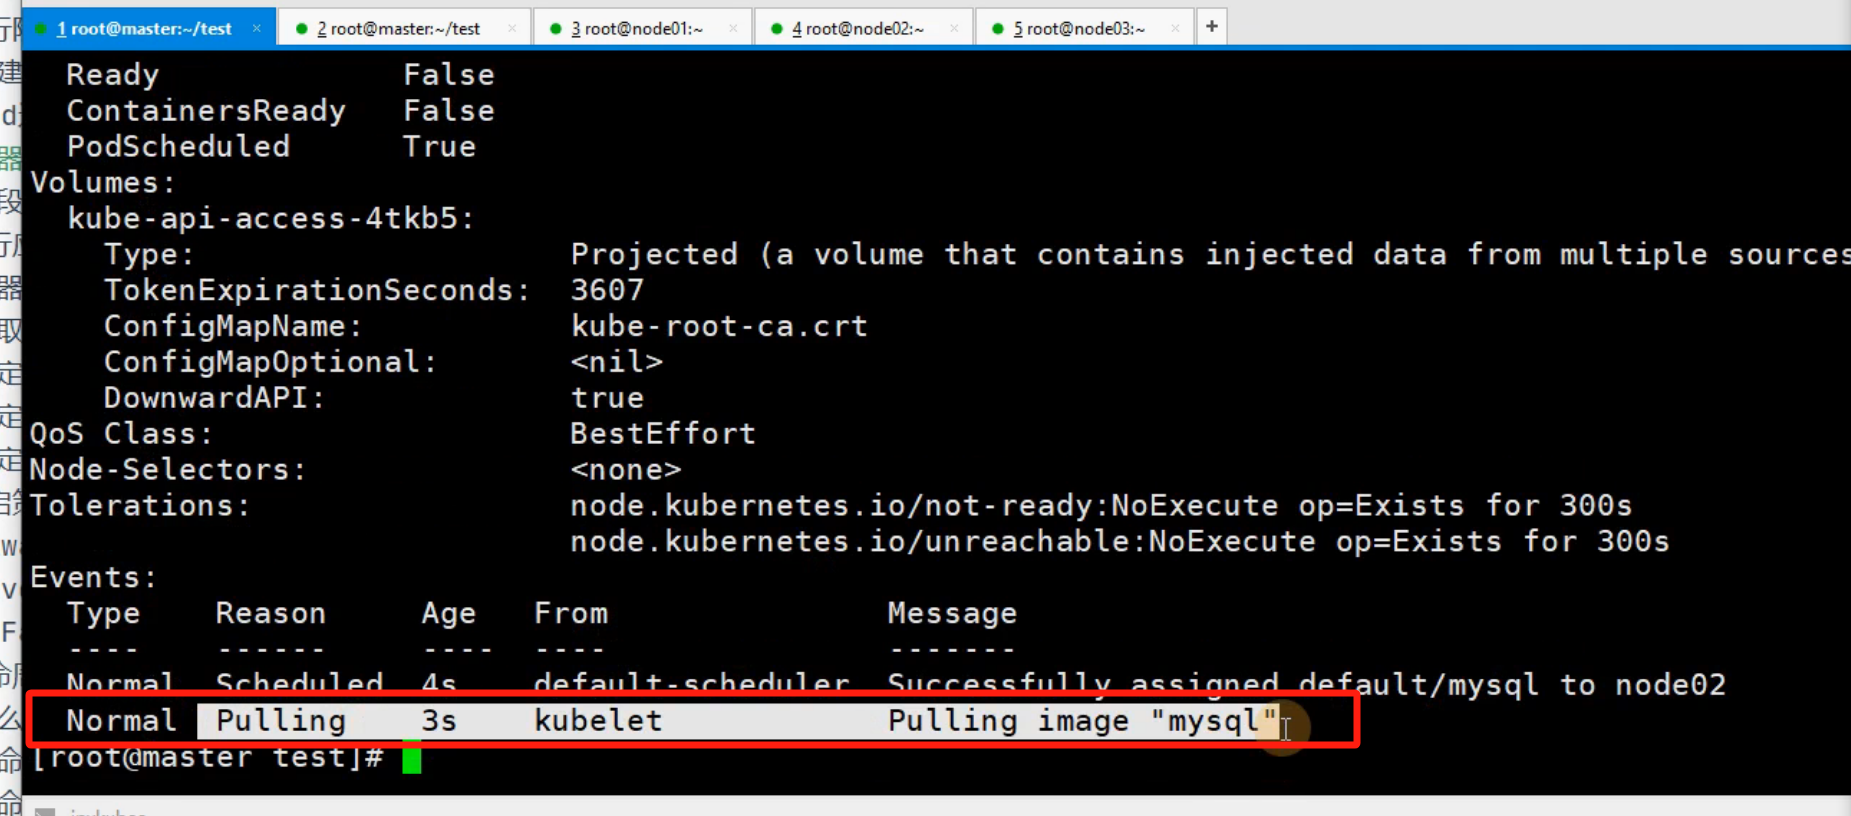 1 root@master:~/test × 2 root@master:~/test × 3 root@node01:~ × 4 root@node02:~ × 5 root@node03:~ × +
Ready False
ContainersReady False
PodScheduled True
Volumes:
kube-api-access-4tkb5:
Type: Projected (a volume that contains injected data from multiple sources
TokenExpirationSeconds: 3607
ConfigMapName: kube-root-ca.crt
ConfigMapOptional: <nil>
DownwardAPI: true
QoS Class: BestEffort
Node-Selectors: <none>
Tolerations: node.kubernetes.io/not-ready:NoExecute op=Exists for 300s
node.kubernetes.io/unreachable:NoExecute op=Exists for 300s
Events:
Type Reason Age From Message
---- ------ ---- ---- -------
Normal Scheduled 4s default-scheduler Successfully assigned default/mysql to node02
Normal Pulling 3s kubelet Pulling image "mysql"
[root@master test]#